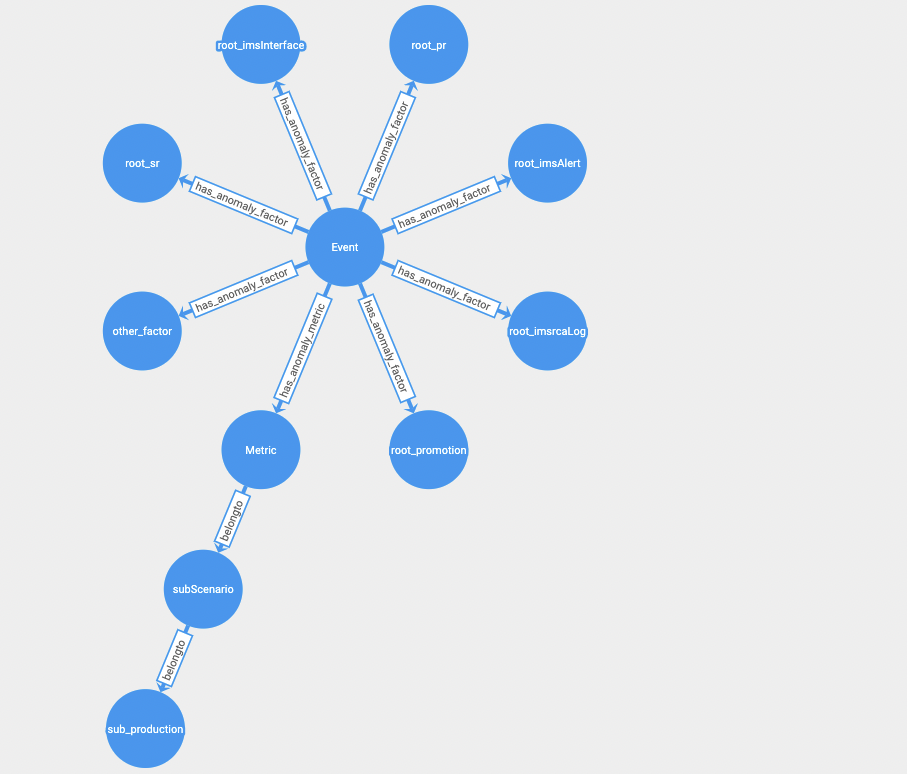 root_imsInterface
root_pr
has_anomaly_factor
has_anomaly_factor
root_sr
root_imsAlert
has_anomaly_factor
has_anomaly_factor
Event
has_anomaly_factor
has_anomaly_factor
other_factor
root_imsrcaLog
has_anomaly_metric
has_anomaly_factor
Metric
root_promotion
belongto
subScenario
belongto
sub_production